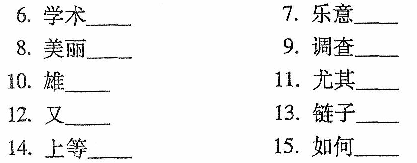 6. 学术____ 7. 乐意____
8. 美丽____ 9. 调查____
10. 雄____ 11. 尤其____
12. 又____ 13. 链子____
14. 上等____ 15. 如何____